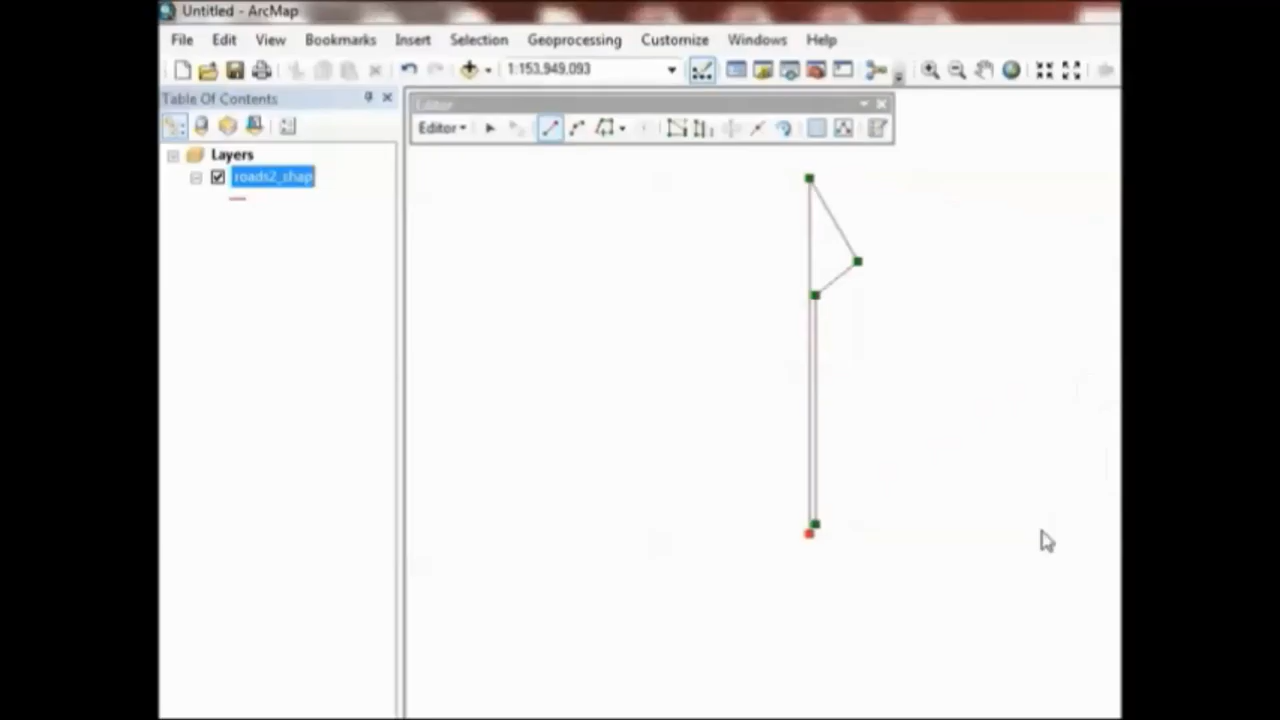 Untitled - ArcMap
File Edit View Bookmarks Insert Selection Geoprocessing Customize Windows Help
1:153,949,093
Table Of Contents
Editor
Editor
Layers
roads2_shap